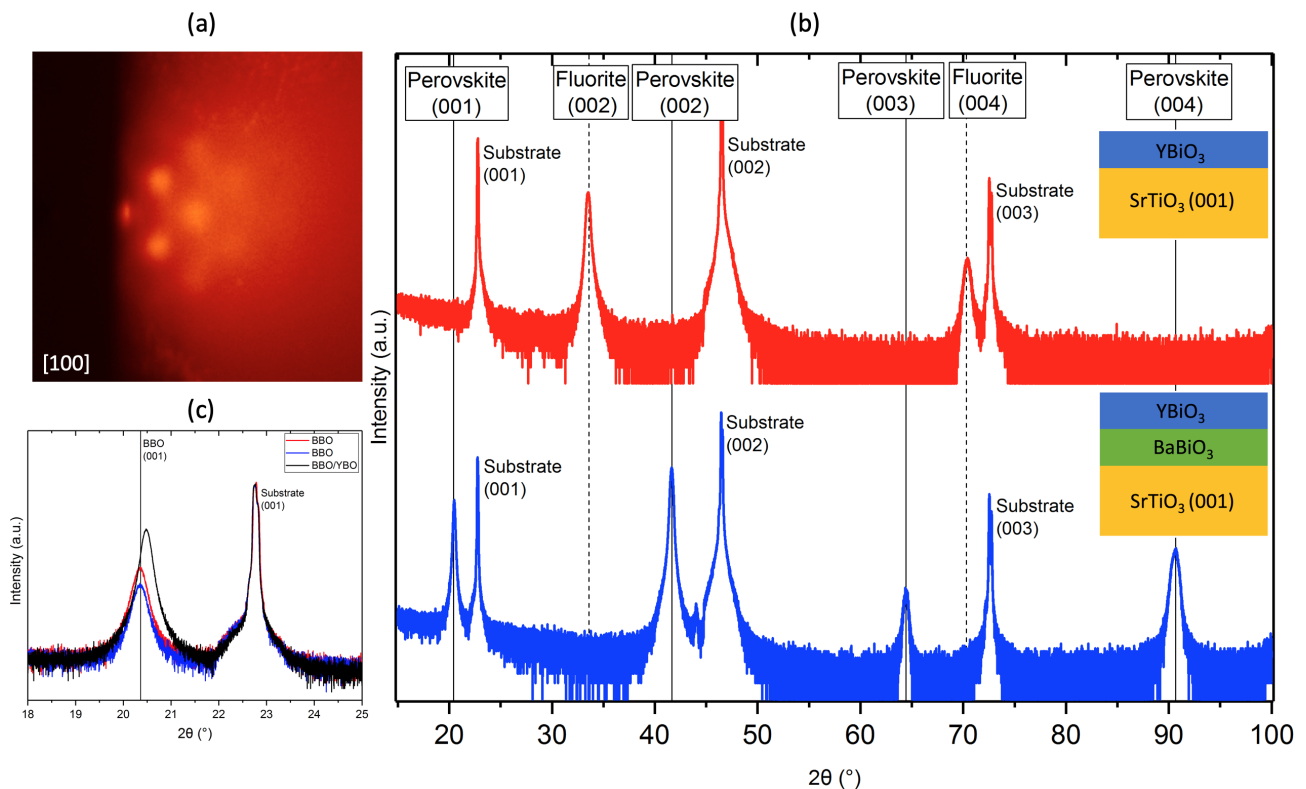 (a)
[100]
(b)
Perovskite
(001)
Fluorite
(002)
Perovskite
(002)
Perovskite
(003)
Fluorite
(004)
Perovskite
(004)
Substrate
(001)
Substrate
(002)
Substrate
(003)
YBiO₃
SrTiO₃ (001)
Intensity (a.u.)
Substrate
(001)
Substrate
(002)
Substrate
(003)
YBiO₃
BaBiO₃
SrTiO₃ (001)
20 30 40 50 60 70 80 90 100
2θ (°)
(c)
BBO
(001)
BBO
BBO
BBO/YBO
Substrate
(001)
Intensity (a.u.)
18 19 20 21 22 23 24 25
2θ (°)